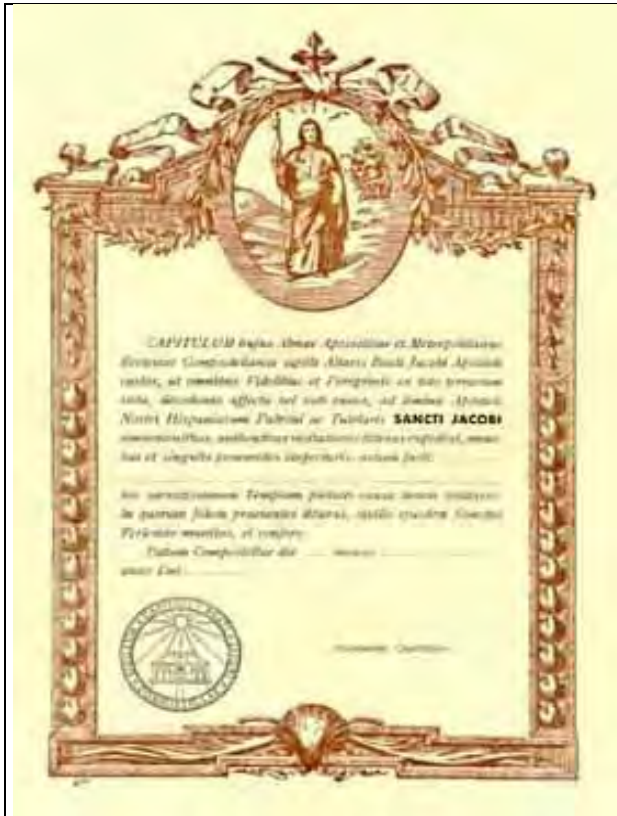 CAPITULUM hujus Almae Apostolicae et Metropolitanae
Ecclesiae Compostellanae sigilli Altaris Beati Jacobi Apostoli
custos, ut omnibus Fidelibus et Peregrinis ex toto terrarum
Orbe, devotionis affectu vel voti causa, ad limina Apostoli
Nostri Hispaniarum Patroni ac Tutelaris SANCTI JACOBI
convenientibus, authenticas visitationis litteras expediat, omni-
bus et singulis praesentes inspecturis, notum facit:
hoc sacratissimum Templum pietatis causa devote visitasse.
In quorum fidem praesentes litteras, sigillo ejusdem Sanctae
Ecclesiae munitas, ei confero.
Datum Compostellae die ..... mensis ..........
anno Dni ..........